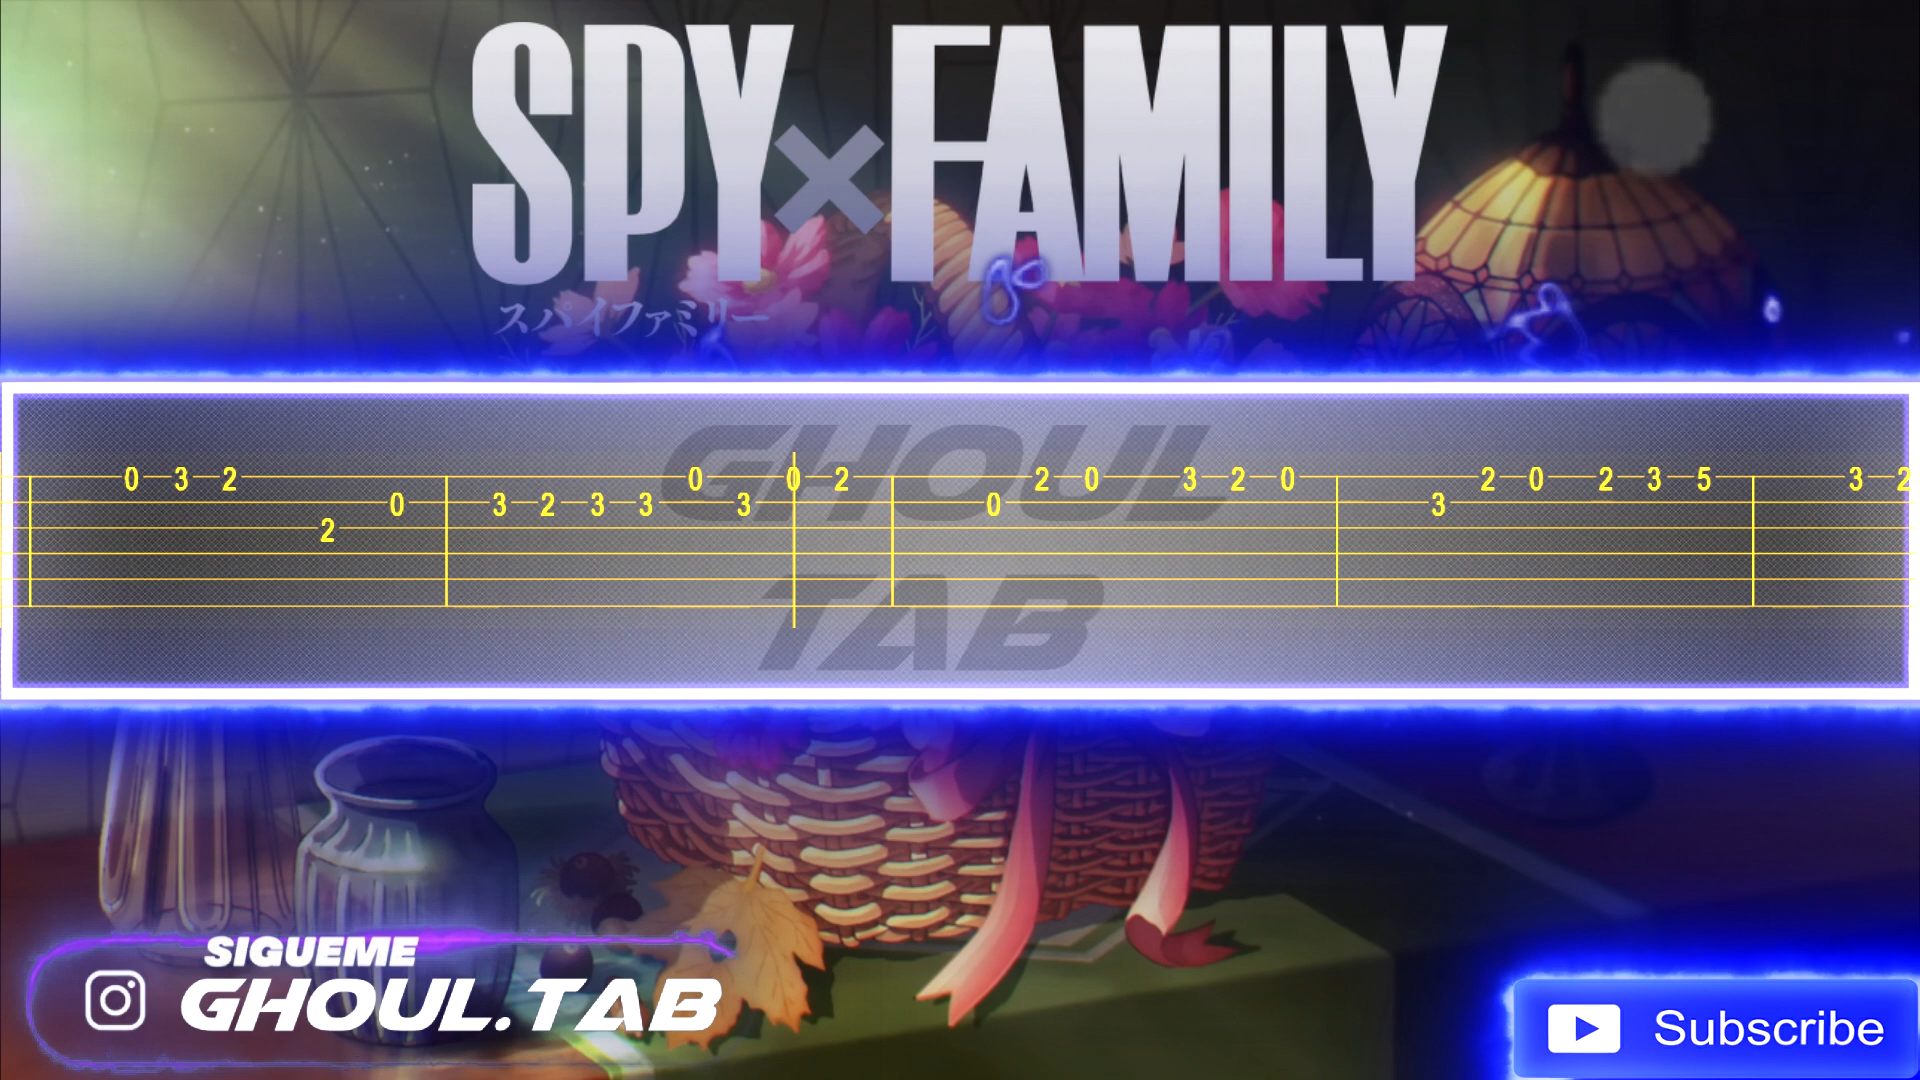 SPY×FAMILY
スパイファミリー
GHOUL
0 3 2 0 0 2 2 0 3 2 0 2 0 2 3 5 3 2
0 3 2 3 3 3 0 3
2
TAB
SIGUEME
GHOUL.TAB
Subscribe